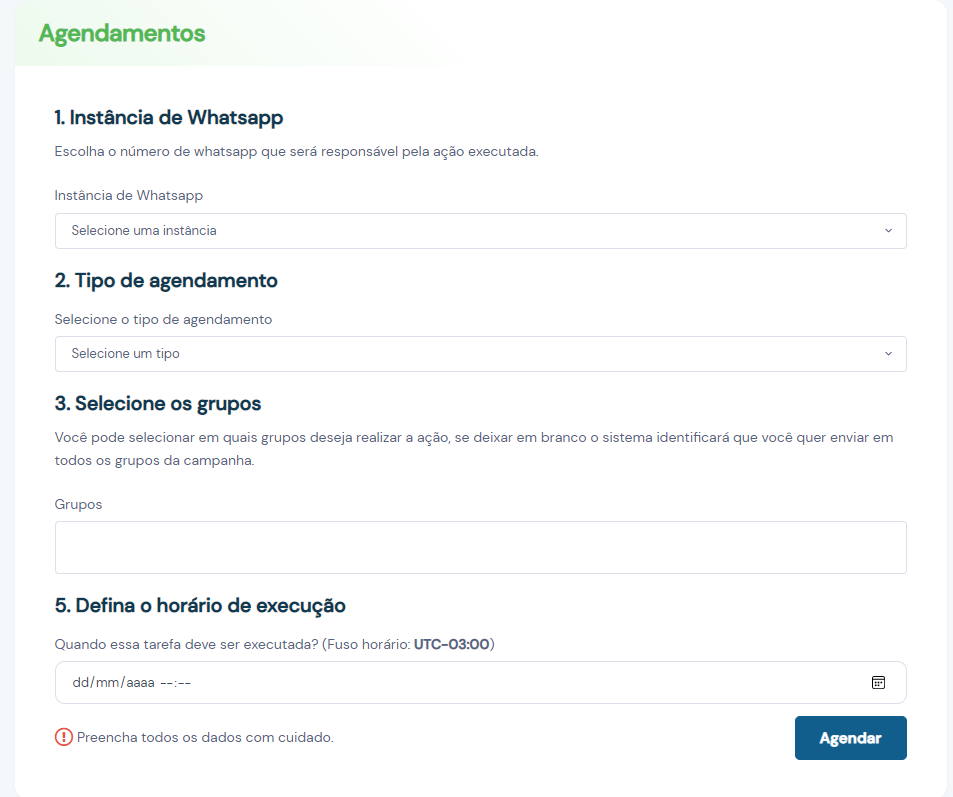 Agendamentos
1. Instância de Whatsapp
Escolha o número de whatsapp que será responsável pela ação executada.
Instância de Whatsapp
Selecione uma instância
2. Tipo de agendamento
Selecione o tipo de agendamento
Selecione um tipo
3. Selecione os grupos
Você pode selecionar em quais grupos deseja realizar a ação, se deixar em branco o sistema identificará que você quer enviar em
todos os grupos da campanha.
Grupos
5. Defina o horário de execução
Quando essa tarefa deve ser executada? (Fuso horário: UTC-03:00)
dd/mm/aaaa --:--
Preencha todos os dados com cuidado.
Agendar